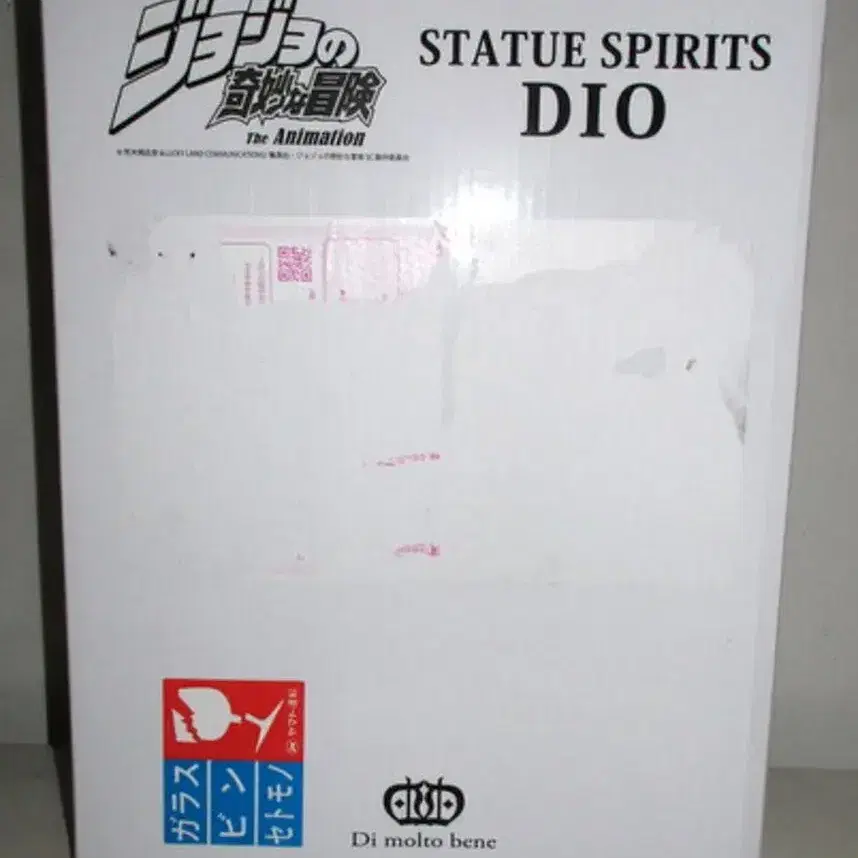 ジョジョの
奇妙な冒険
The Animation
STATUE SPIRITS
DIO
ガラス
ビン
セトモノ
Di molto bene